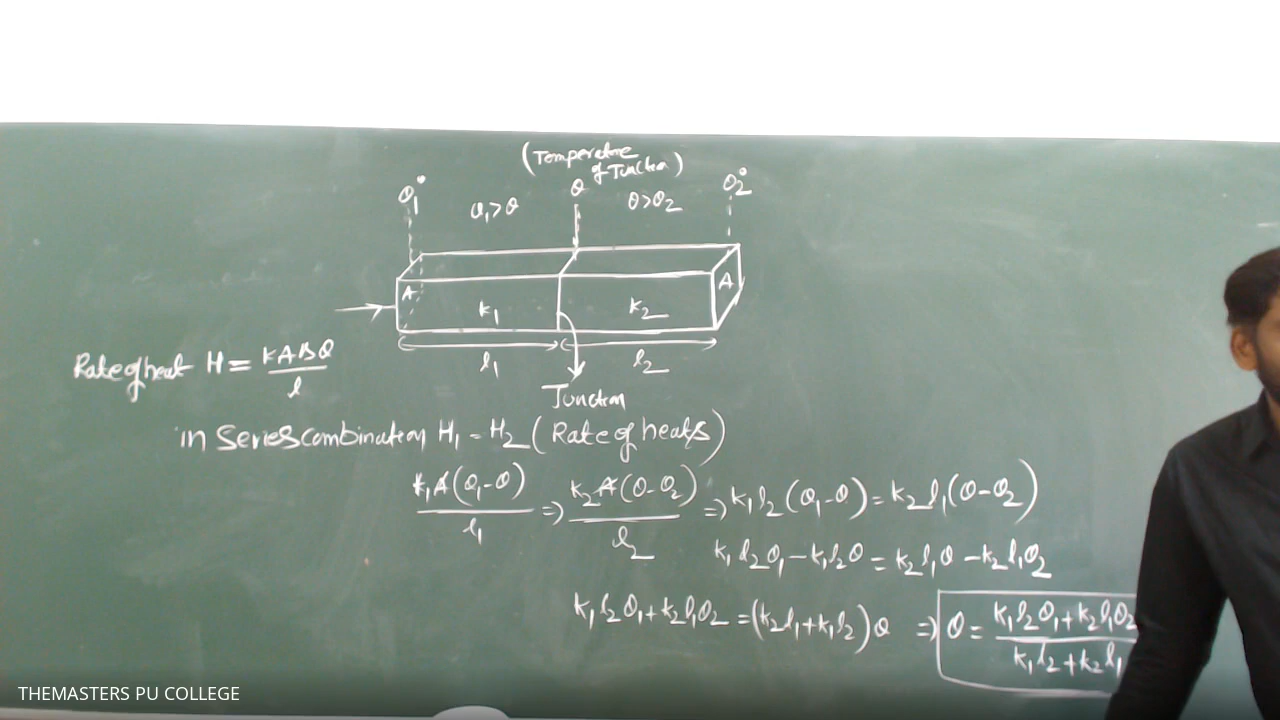 (Temperature
of Junction)
θ₁° θ₁>θ θ θ>θ₂ θ₂°
A K₁ K₂ A
l₁ l₂
Junction
Rate of heat H = KAΔθ/l
in Series combination H₁ = H₂ (Rate of heats)
K₁A(θ₁-θ)/l₁ ⇒ K₂A(θ-θ₂)/l₂ ⇒ K₁l₂(θ₁-θ) = K₂l₁(θ-θ₂)
K₁l₂θ₁ - K₁l₂θ = K₂l₁θ - K₂l₁θ₂
K₁l₂θ₁ + K₂l₁θ₂ = (K₂l₁ + K₁l₂)θ ⇒ θ = K₁l₂θ₁ + K₂l₁θ₂ / K₁l₂ + K₂l₁
THEMASTERS PU COLLEGE